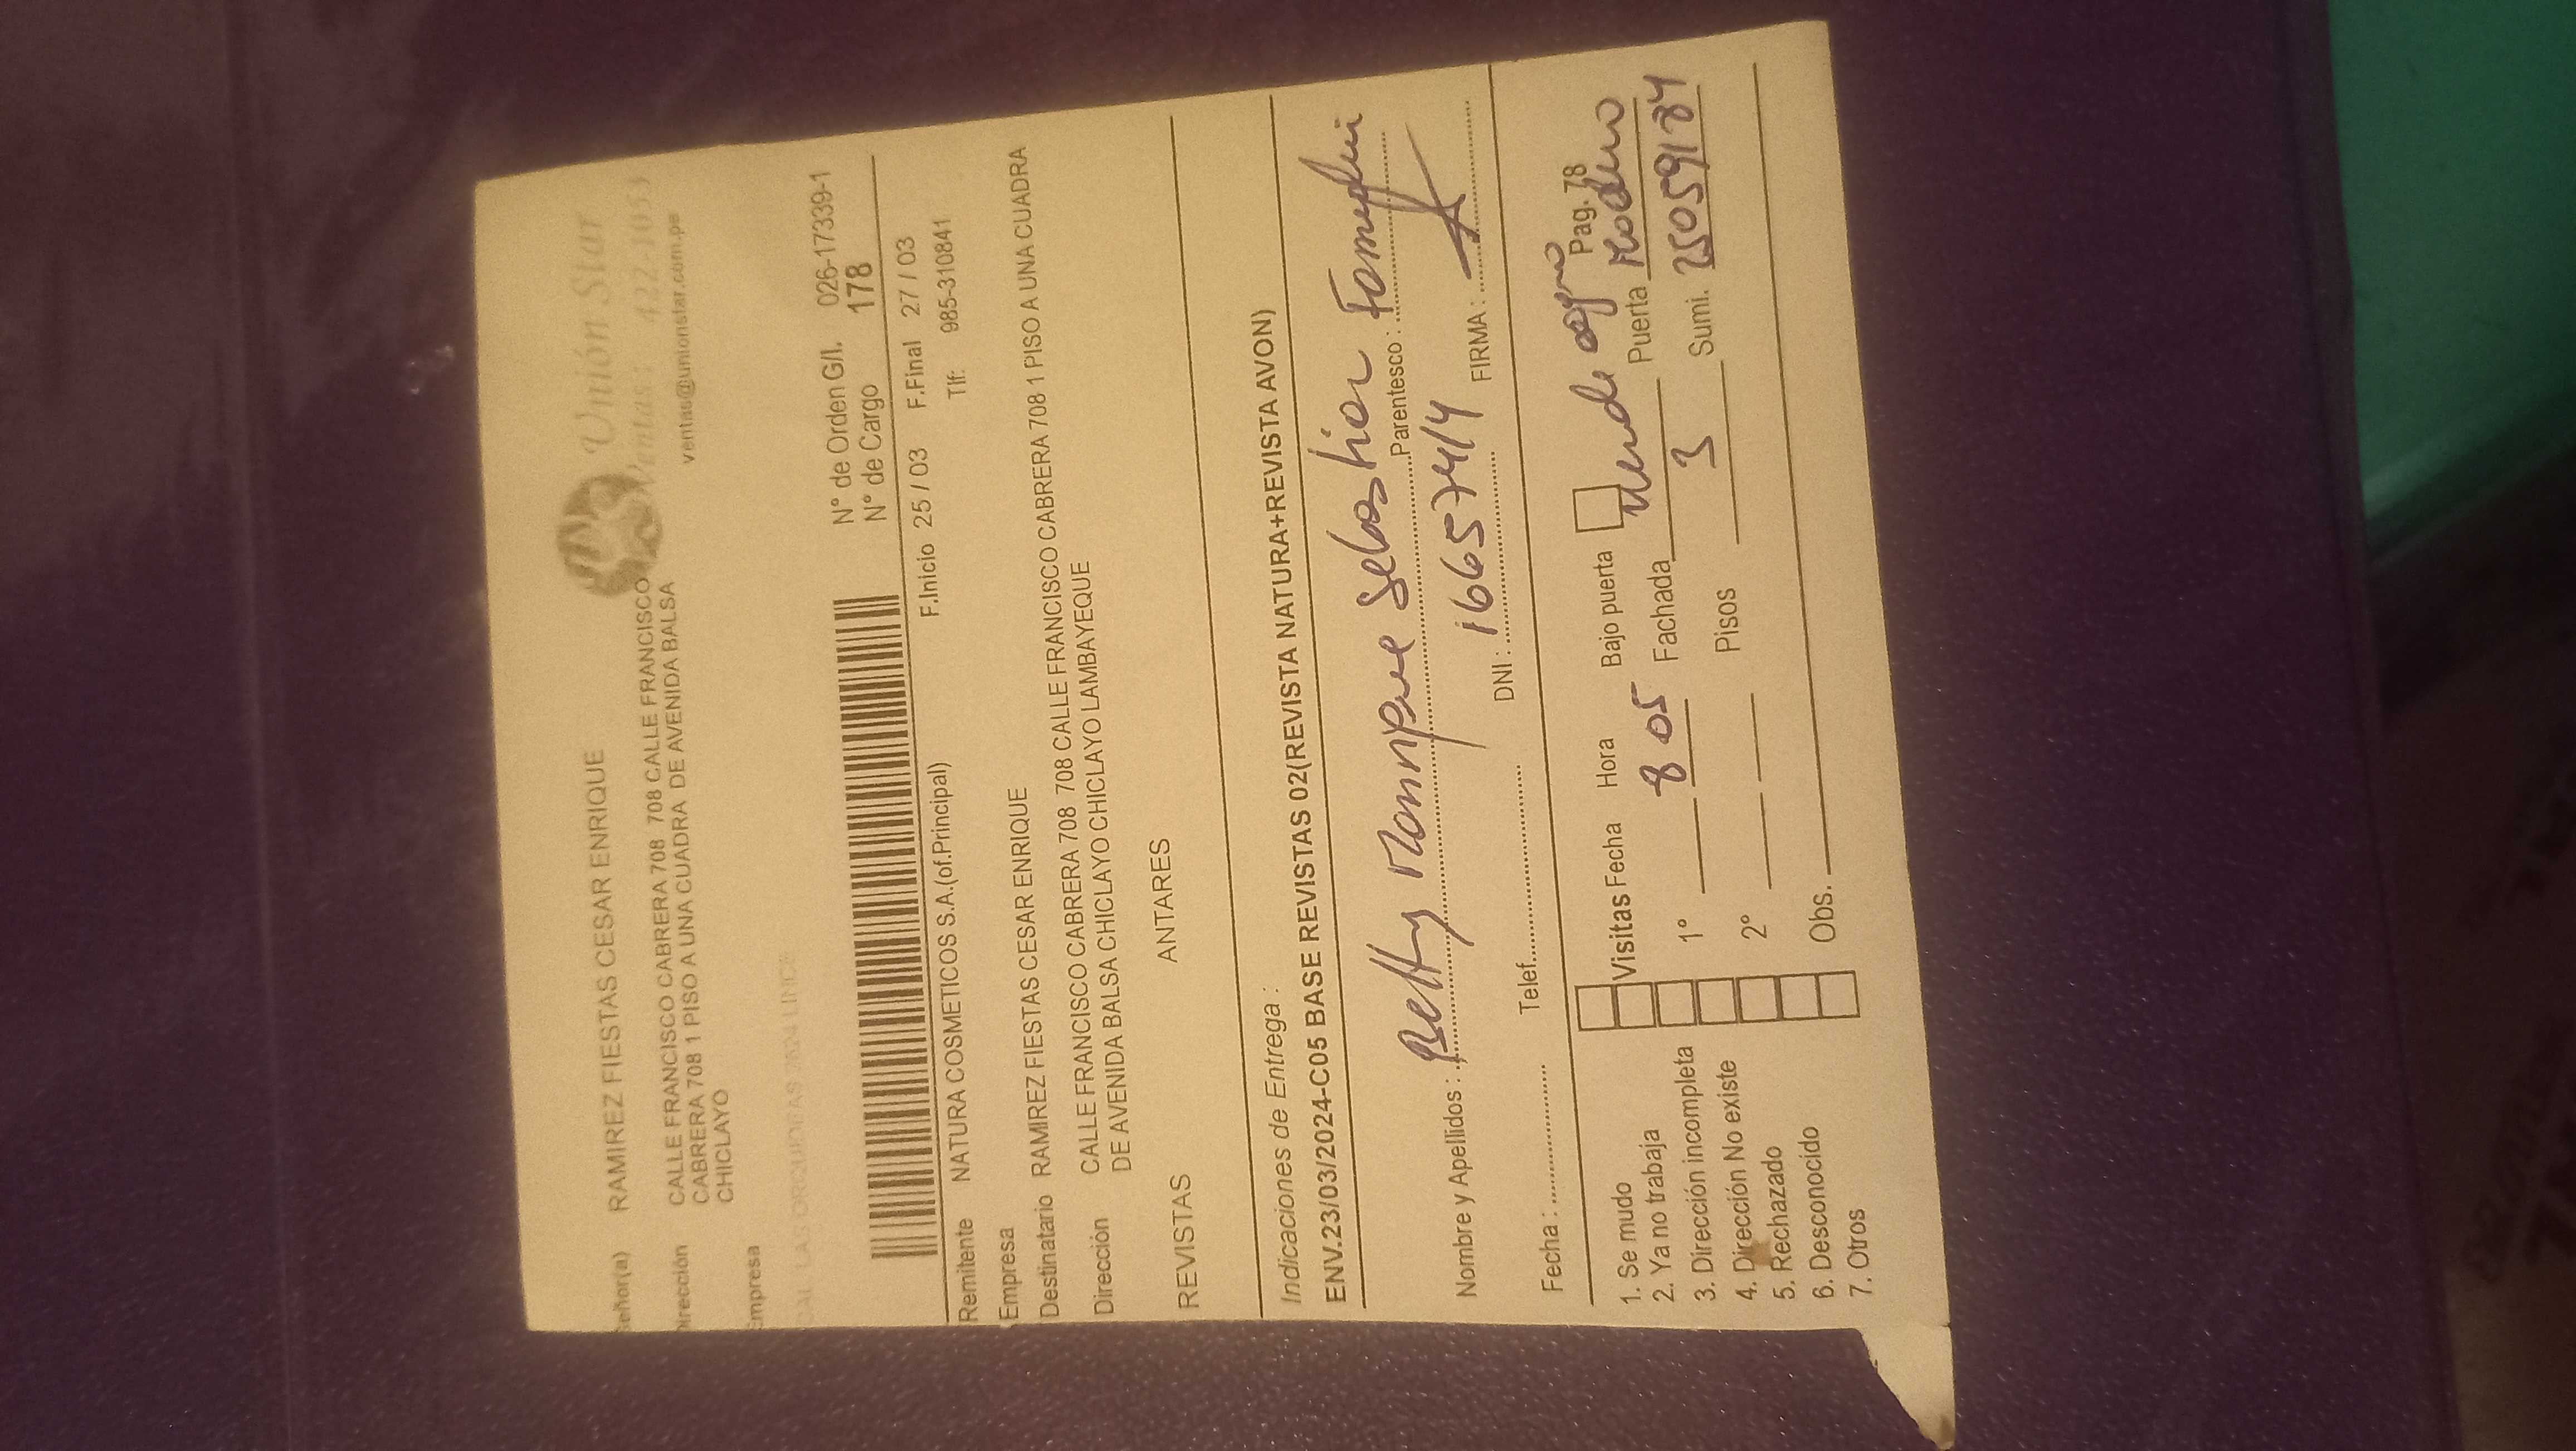 Unión Star
Ventas: 422-105
ventas@unionstar.com.pe
Señor(a) RAMIREZ FIESTAS CESAR ENRIQUE
Dirección CALLE FRANCISCO CABRERA 708 708 CALLE FRANCISCO
CABRERA 708 1 PISO A UNA CUADRA DE AVENIDA BALSA
CHICLAYO
Empresa
CAL LAS ORQUIDEAS 2624 LINCE
N° de Orden G/I. 026-17339-1
N° de Cargo 178
F.Inicio 25 / 03 F.Final 27 / 03
Remitente NATURA COSMETICOS S.A.(of.Principal) Tlf: 985-310841
Empresa
Destinatario RAMIREZ FIESTAS CESAR ENRIQUE
Dirección CALLE FRANCISCO CABRERA 708 708 CALLE FRANCISCO CABRERA 708 1 PISO A UNA CUADRA
DE AVENIDA BALSA CHICLAYO CHICLAYO LAMBAYEQUE
REVISTAS ANTARES
Indicaciones de Entrega :
ENV.23/03/2024-C05 BASE REVISTAS 02(REVISTA NATURA+REVISTA AVON)
Nombre y Apellidos : Betty Sebastian Parentesco :
DNI : 16657414 FIRMA :
Fecha : Telef.
Pag. 78
1. Se mudo
2. Ya no trabaja
3. Dirección incompleta
4. Dirección No existe
5. Rechazado
6. Desconocido
7. Otros
Visitas Fecha Hora Bajo puerta
1° 8 05 Fachada Verde Puerta
2° Pisos 3 Sumi. 25059184
Obs.